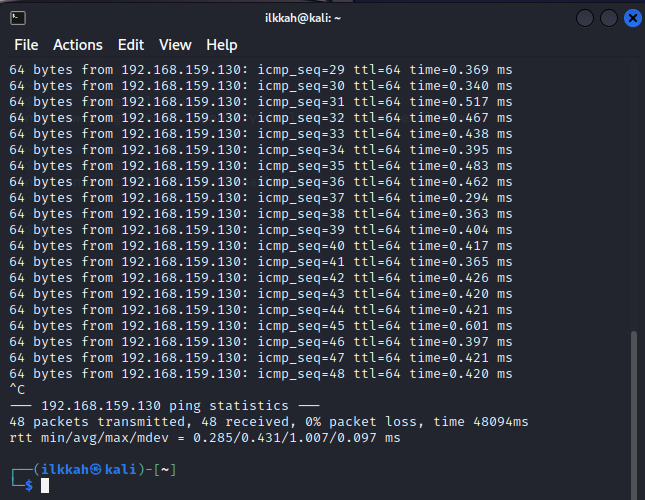 ilkkah@kali: ~
File Actions Edit View Help
64 bytes from 192.168.159.130: icmp_seq=29 ttl=64 time=0.369 ms
64 bytes from 192.168.159.130: icmp_seq=30 ttl=64 time=0.340 ms
64 bytes from 192.168.159.130: icmp_seq=31 ttl=64 time=0.517 ms
64 bytes from 192.168.159.130: icmp_seq=32 ttl=64 time=0.467 ms
64 bytes from 192.168.159.130: icmp_seq=33 ttl=64 time=0.438 ms
64 bytes from 192.168.159.130: icmp_seq=34 ttl=64 time=0.395 ms
64 bytes from 192.168.159.130: icmp_seq=35 ttl=64 time=0.483 ms
64 bytes from 192.168.159.130: icmp_seq=36 ttl=64 time=0.462 ms
64 bytes from 192.168.159.130: icmp_seq=37 ttl=64 time=0.294 ms
64 bytes from 192.168.159.130: icmp_seq=38 ttl=64 time=0.363 ms
64 bytes from 192.168.159.130: icmp_seq=39 ttl=64 time=0.404 ms
64 bytes from 192.168.159.130: icmp_seq=40 ttl=64 time=0.417 ms
64 bytes from 192.168.159.130: icmp_seq=41 ttl=64 time=0.365 ms
64 bytes from 192.168.159.130: icmp_seq=42 ttl=64 time=0.426 ms
64 bytes from 192.168.159.130: icmp_seq=43 ttl=64 time=0.420 ms
64 bytes from 192.168.159.130: icmp_seq=44 ttl=64 time=0.421 ms
64 bytes from 192.168.159.130: icmp_seq=45 ttl=64 time=0.601 ms
64 bytes from 192.168.159.130: icmp_seq=46 ttl=64 time=0.397 ms
64 bytes from 192.168.159.130: icmp_seq=47 ttl=64 time=0.421 ms
64 bytes from 192.168.159.130: icmp_seq=48 ttl=64 time=0.420 ms
^C
--- 192.168.159.130 ping statistics ---
48 packets transmitted, 48 received, 0% packet loss, time 48094ms
rtt min/avg/max/mdev = 0.285/0.431/1.007/0.097 ms
┌──(ilkkah㉿kali)-[~]
└─$